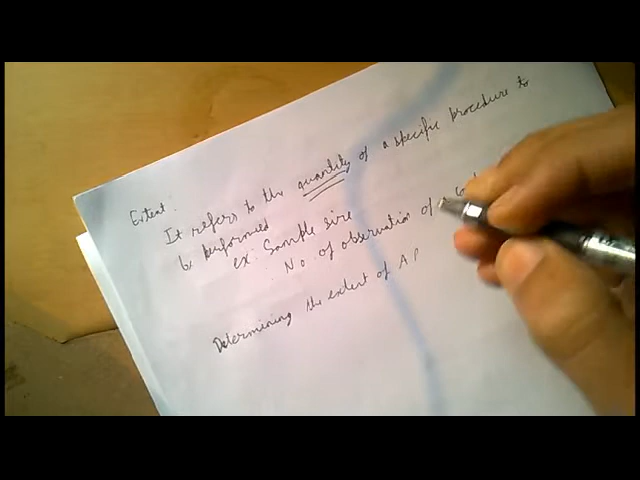 Extent:
It refers to the quantity of a specific procedure to
be performed
ex: Sample size
No. of observation of
Determining the extent of A P